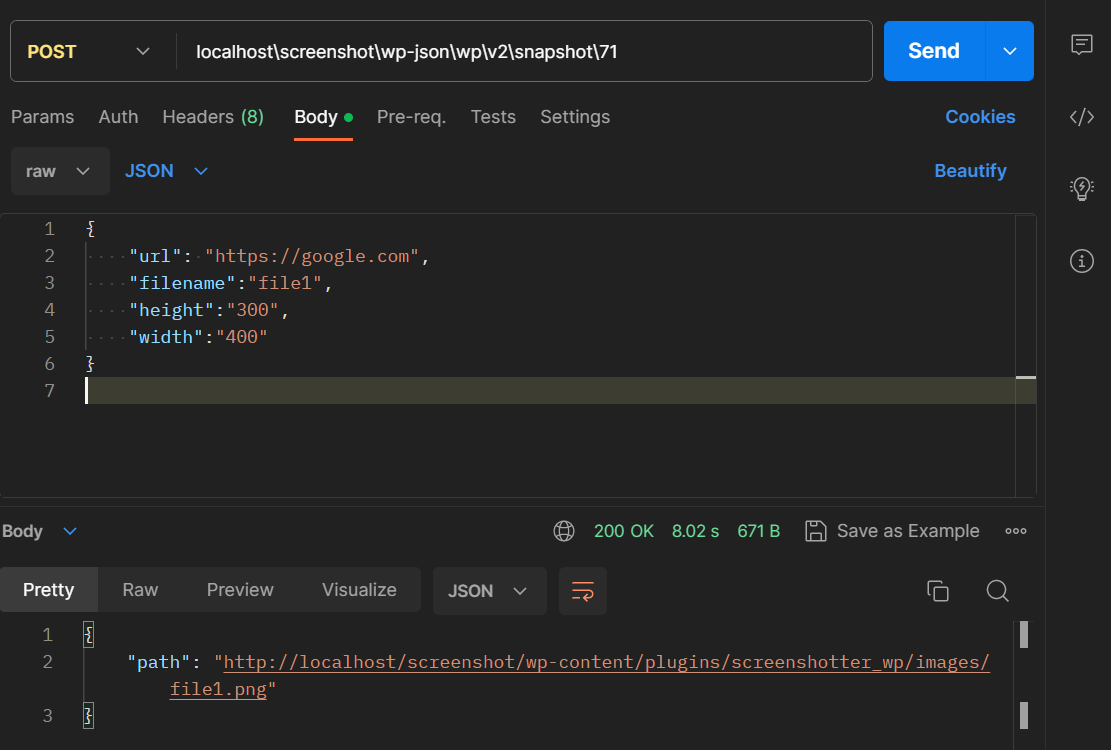 POST localhost\screenshot\wp-json\wp\v2\snapshot\71 Send
Params Auth Headers (8) Body Pre-req. Tests Settings Cookies
raw JSON Beautify
1 {
2 "url": "https://google.com",
3 "filename":"file1",
4 "height":"300",
5 "width":"400"
6 }
7
Body 200 OK 8.02 s 671 B Save as Example
Pretty Raw Preview Visualize JSON
1 {
2 "path": "http://localhost/screenshot/wp-content/plugins/screenshotter_wp/images/
file1.png"
3 }